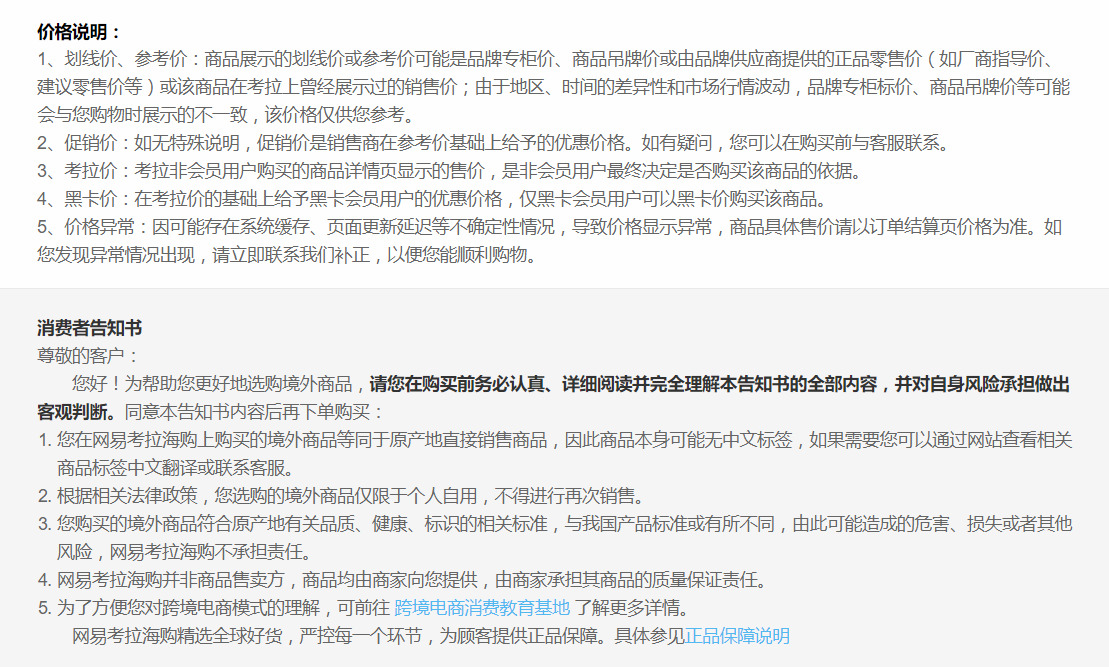 价格说明：
1、划线价、参考价：商品展示的划线价或参考价可能是品牌专柜价、商品吊牌价或由品牌供应商提供的正品零售价（如厂商指导价、
建议零售价等）或该商品在考拉上曾经展示过的销售价；由于地区、时间的差异性和市场行情波动，品牌专柜标价、商品吊牌价等可能
会与您购物时展示的不一致，该价格仅供您参考。
2、促销价：如无特殊说明，促销价是销售商在参考价基础上给予的优惠价格。如有疑问，您可以在购买前与客服联系。
3、考拉价：考拉非会员用户购买的商品详情页显示的售价，是非会员用户最终决定是否购买该商品的依据。
4、黑卡价：在考拉价的基础上给予黑卡会员用户的优惠价格，仅黑卡会员用户可以黑卡价购买该商品。
5、价格异常：因可能存在系统缓存、页面更新延迟等不确定性情况，导致价格显示异常，商品具体售价请以订单结算页价格为准。如
您发现异常情况出现，请立即联系我们补正，以便您能顺利购物。
消费者告知书
尊敬的客户：
您好！为帮助您更好地选购境外商品，请您在购买前务必认真、详细阅读并完全理解本告知书的全部内容，并对自身风险承担做出
客观判断。同意本告知书内容后再下单购买：
1. 您在网易考拉海购上购买的境外商品等同于原产地直接销售商品，因此商品本身可能无中文标签，如果需要您可以通过网站查看相关
商品标签中文翻译或联系客服。
2. 根据相关法律政策，您选购的境外商品仅限于个人自用，不得进行再次销售。
3. 您购买的境外商品符合原产地有关品质、健康、标识的相关标准，与我国产品标准或有所不同，由此可能造成的危害、损失或者其他
风险，网易考拉海购不承担责任。
4. 网易考拉海购并非商品售卖方，商品均由商家向您提供，由商家承担其商品的质量保证责任。
5. 为了方便您对跨境电商模式的理解，可前往 跨境电商消费教育基地 了解更多详情。
网易考拉海购精选全球好货，严控每一个环节，为顾客提供正品保障。具体参见正品保障说明